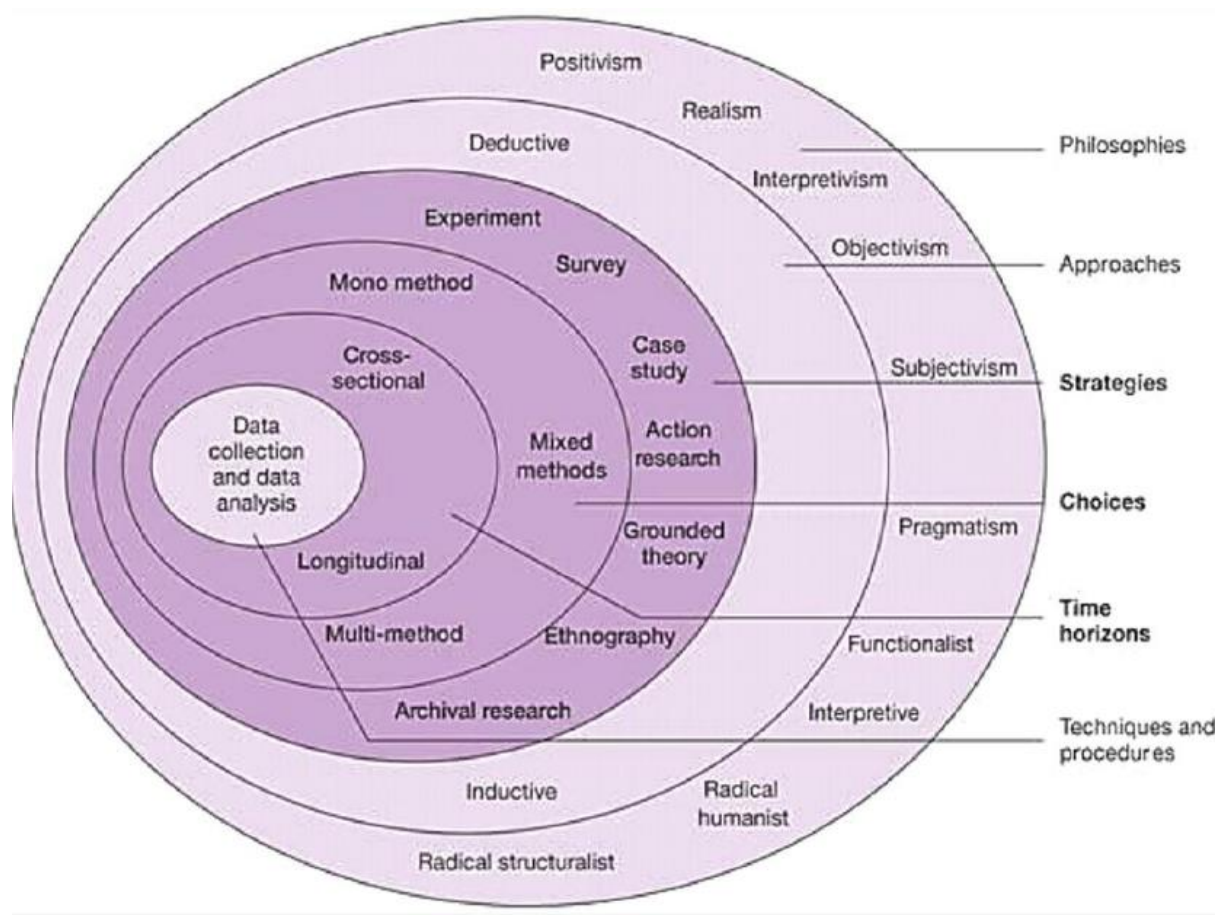 Positivism
Realism
Interpretivism
Objectivism
Subjectivism
Pragmatism
Functionalist
Interpretive
Radical
humanist
Radical structuralist
Deductive
Inductive
Experiment
Survey
Case
study
Action
research
Grounded
theory
Ethnography
Archival research
Mono method
Mixed
methods
Multi-method
Cross-
sectional
Longitudinal
Data
collection
and data
analysis
Philosophies
Approaches
Strategies
Choices
Time
horizons
Techniques and
procedures